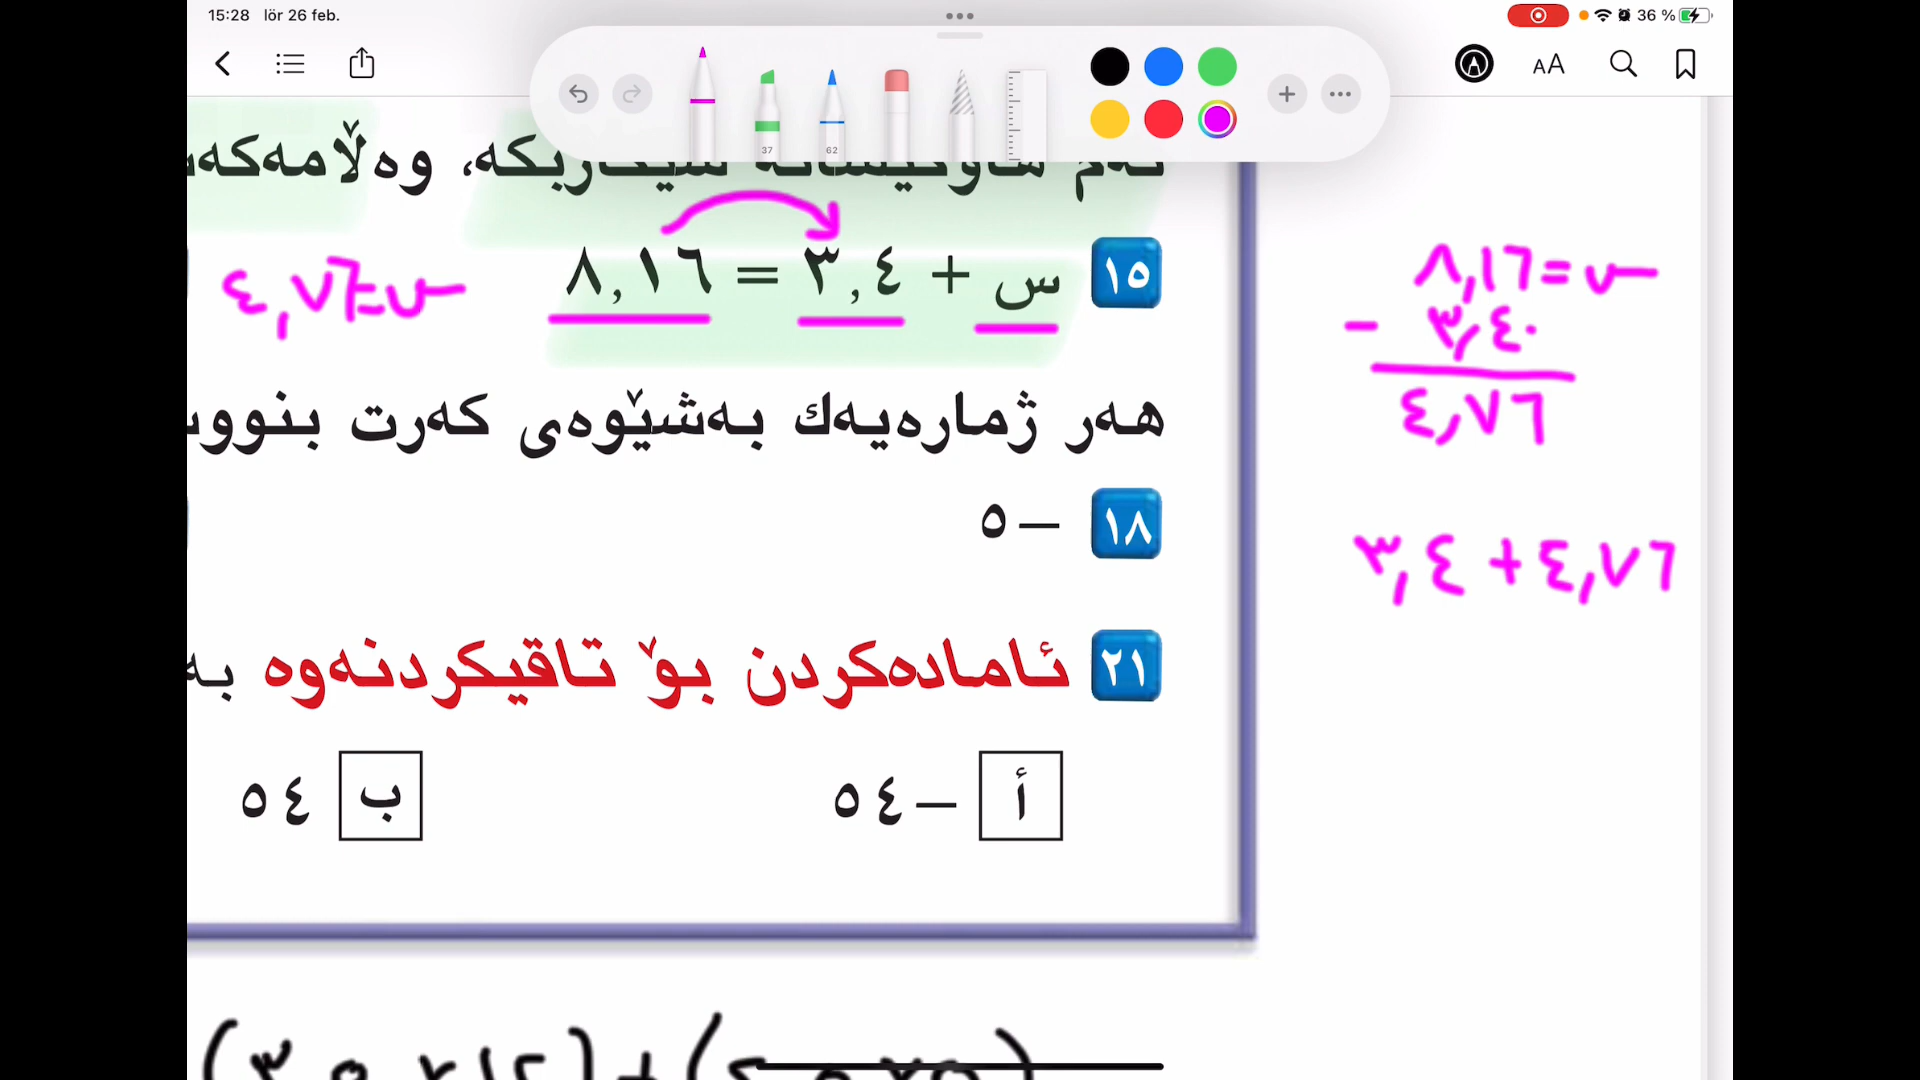 15:28 lör 26 feb.
36 %
AA
37
62
شیکاربکە، وەڵامەکە
١٥ س + ٣,٤ = ٨,١٦
س=٤,٧٦
٨,١٦=س
- ٣,٤٠
٤,٧٦
هەر ژمارەیەك بەشێوەی کەرت
١٨ –٥
٣,٤ + ٤,٧٦
٢١ ئامادەکردن بۆ تاقیکردنەوە
أ –٥٤
ب ٥٤